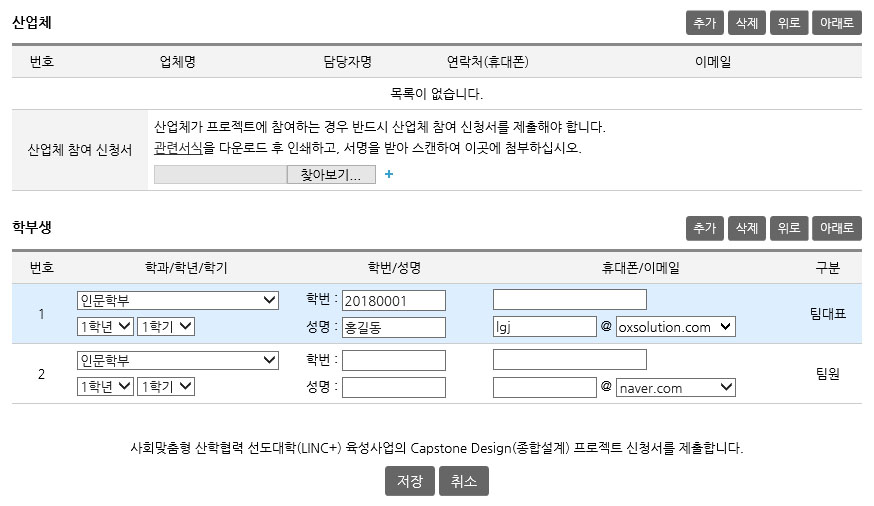 산업체 추가 삭제 위로 아래로
번호 업체명 담당자명 연락처(휴대폰) 이메일
목록이 없습니다.
산업체 참여 신청서
산업체가 프로젝트에 참여하는 경우 반드시 산업체 참여 신청서를 제출해야 합니다.
관련서식을 다운로드 후 인쇄하고, 서명을 받아 스캔하여 이곳에 첨부하십시오.
찾아보기... +
학부생 추가 삭제 위로 아래로
번호 학과/학년/학기 학번/성명 휴대폰/이메일 구분
1 인문학부 학번 : 20180001 팀대표
1학년 1학기 성명 : 홍길동 lgj @ oxsolution.com
2 인문학부 학번 : 팀원
1학년 1학기 성명 : @ naver.com
사회맞춤형 산학협력 선도대학(LINC+) 육성사업의 Capstone Design(종합설계) 프로젝트 신청서를 제출합니다.
저장 취소